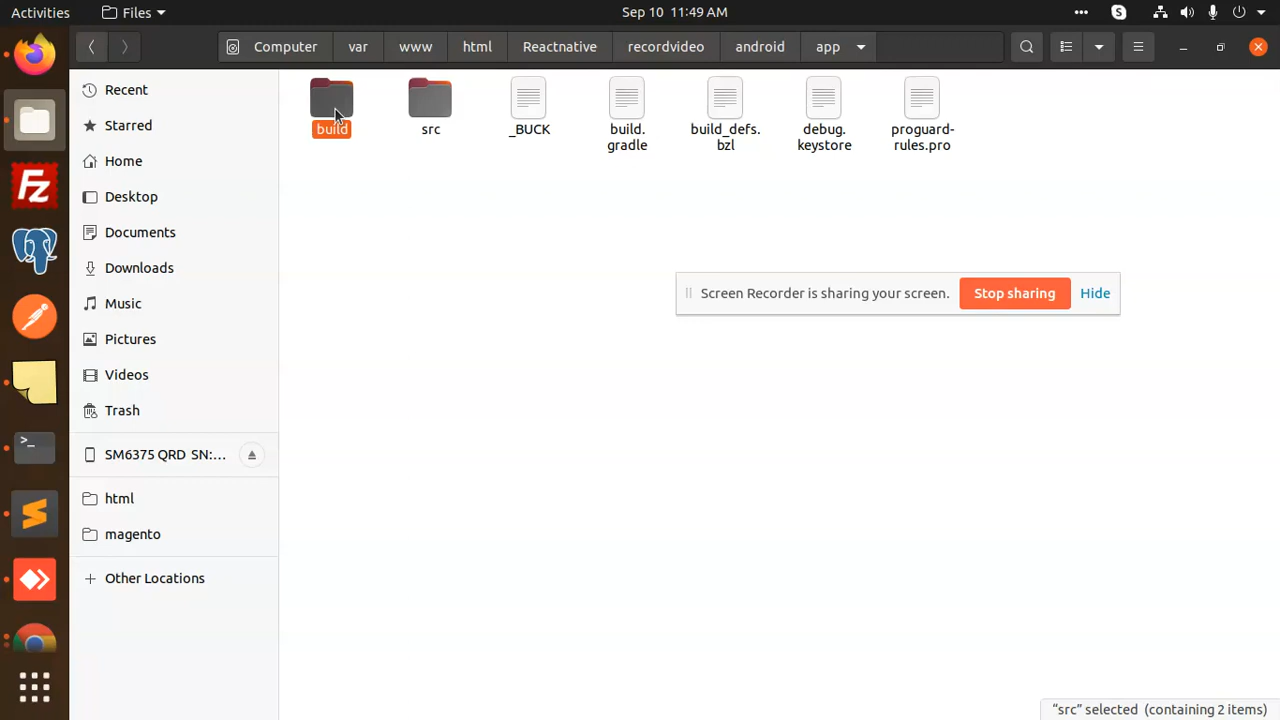 Activities
Files
Sep 10 11:49 AM
Computer
var
www
html
Reactnative
recordvideo
android
app
Recent
Starred
Home
Desktop
Documents
Downloads
Music
Pictures
Videos
Trash
SM6375 QRD SN:...
html
magento
+ Other Locations
build
src
_BUCK
build.
gradle
build_defs.
bzl
debug.
keystore
proguard-
rules.pro
Screen Recorder is sharing your screen.
Stop sharing
Hide
"src" selected (containing 2 items)
Fz
S
>_